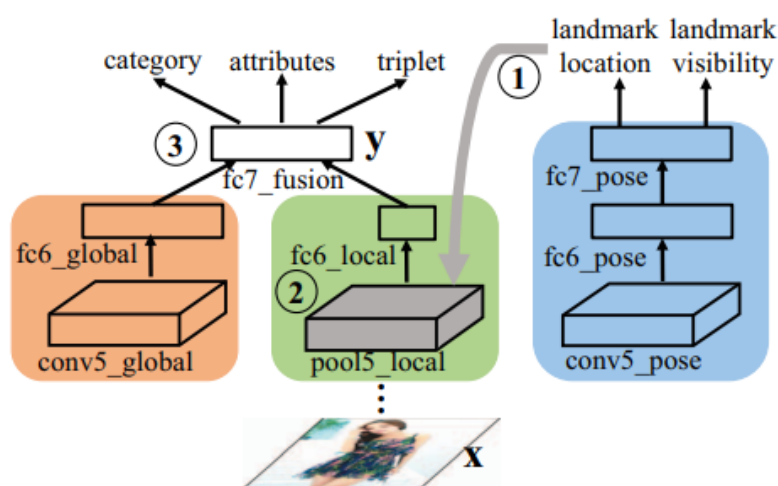 category attributes triplet
1
landmark location
landmark visibility
3
y
fc7_fusion
fc7_pose
fc6_global
fc6_local
fc6_pose
2
conv5_global
pool5_local
conv5_pose
x